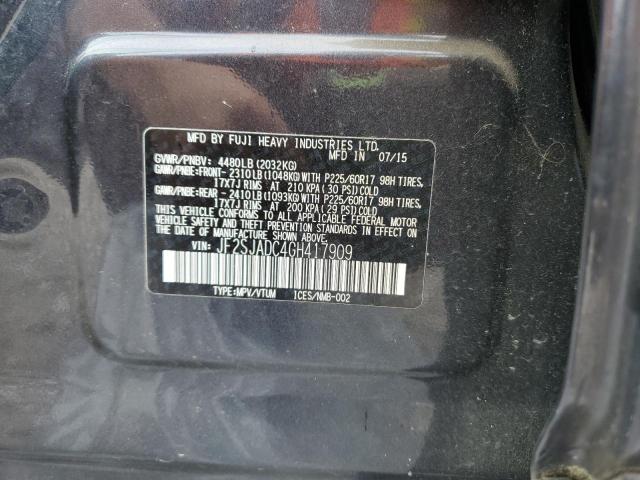 MFD BY FUJI HEAVY INDUSTRIES LTD.
MFD IN 07/15
GVWR/PNBV: 4480LB(2032KG)
GAWR/PNBE:FRONT-2310LB(1048KG)WITH P225/60R17 98H TIRES,
17X7J RIMS AT 210 KPA(30 PSI)COLD
GAWR/PNBE:REAR -2410LB(1093KG)WITH P225/60R17 98H TIRES,
17X7J RIMS AT 200 KPA(29 PSI)COLD
THIS VEHICLE CONFORMS TO ALL APPLICABLE FEDERAL MOTOR
VEHICLE SAFETY AND THEFT PREVENTION STANDARDS IN EFFECT ON
THE DATE OF MANUFACTURE SHOWN ABOVE.
VIN: JF2SJADC4GH417909
TYPE:MPV/VTUM ICES/NMB-002